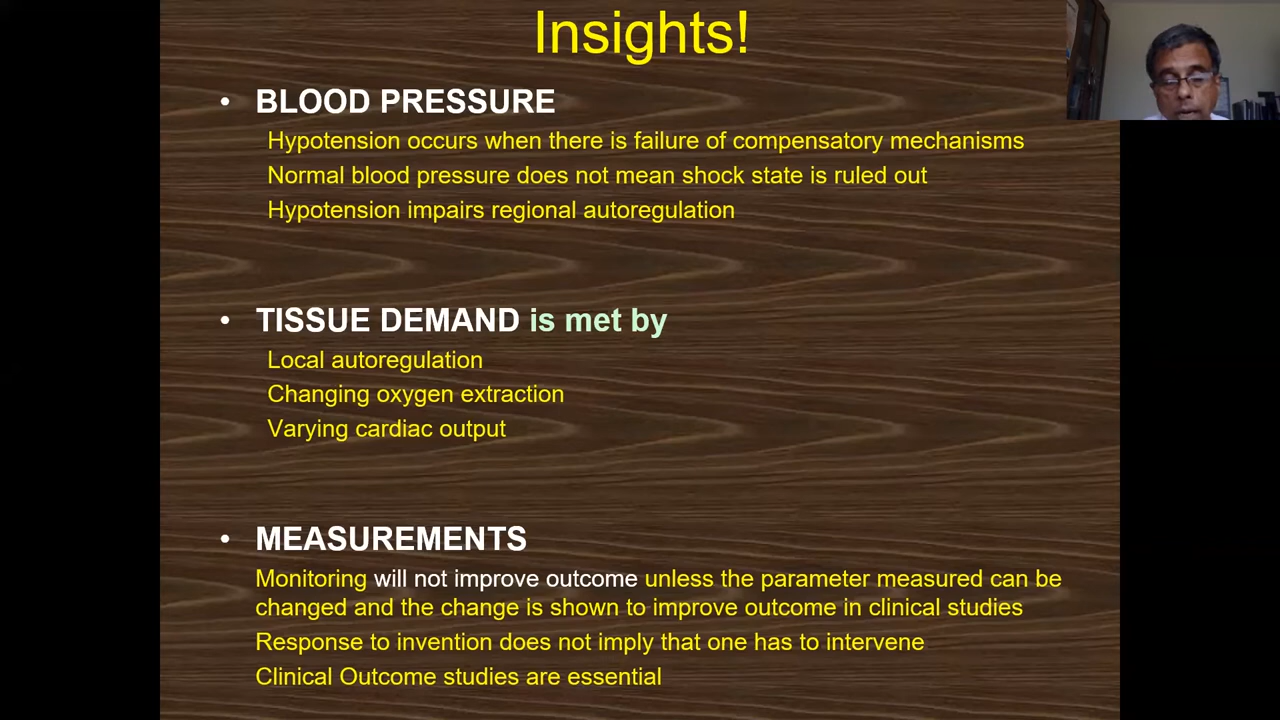 Insights!
• BLOOD PRESSURE
Hypotension occurs when there is failure of compensatory mechanisms
Normal blood pressure does not mean shock state is ruled out
Hypotension impairs regional autoregulation
• TISSUE DEMAND is met by
Local autoregulation
Changing oxygen extraction
Varying cardiac output
• MEASUREMENTS
Monitoring will not improve outcome unless the parameter measured can be
changed and the change is shown to improve outcome in clinical studies
Response to invention does not imply that one has to intervene
Clinical Outcome studies are essential